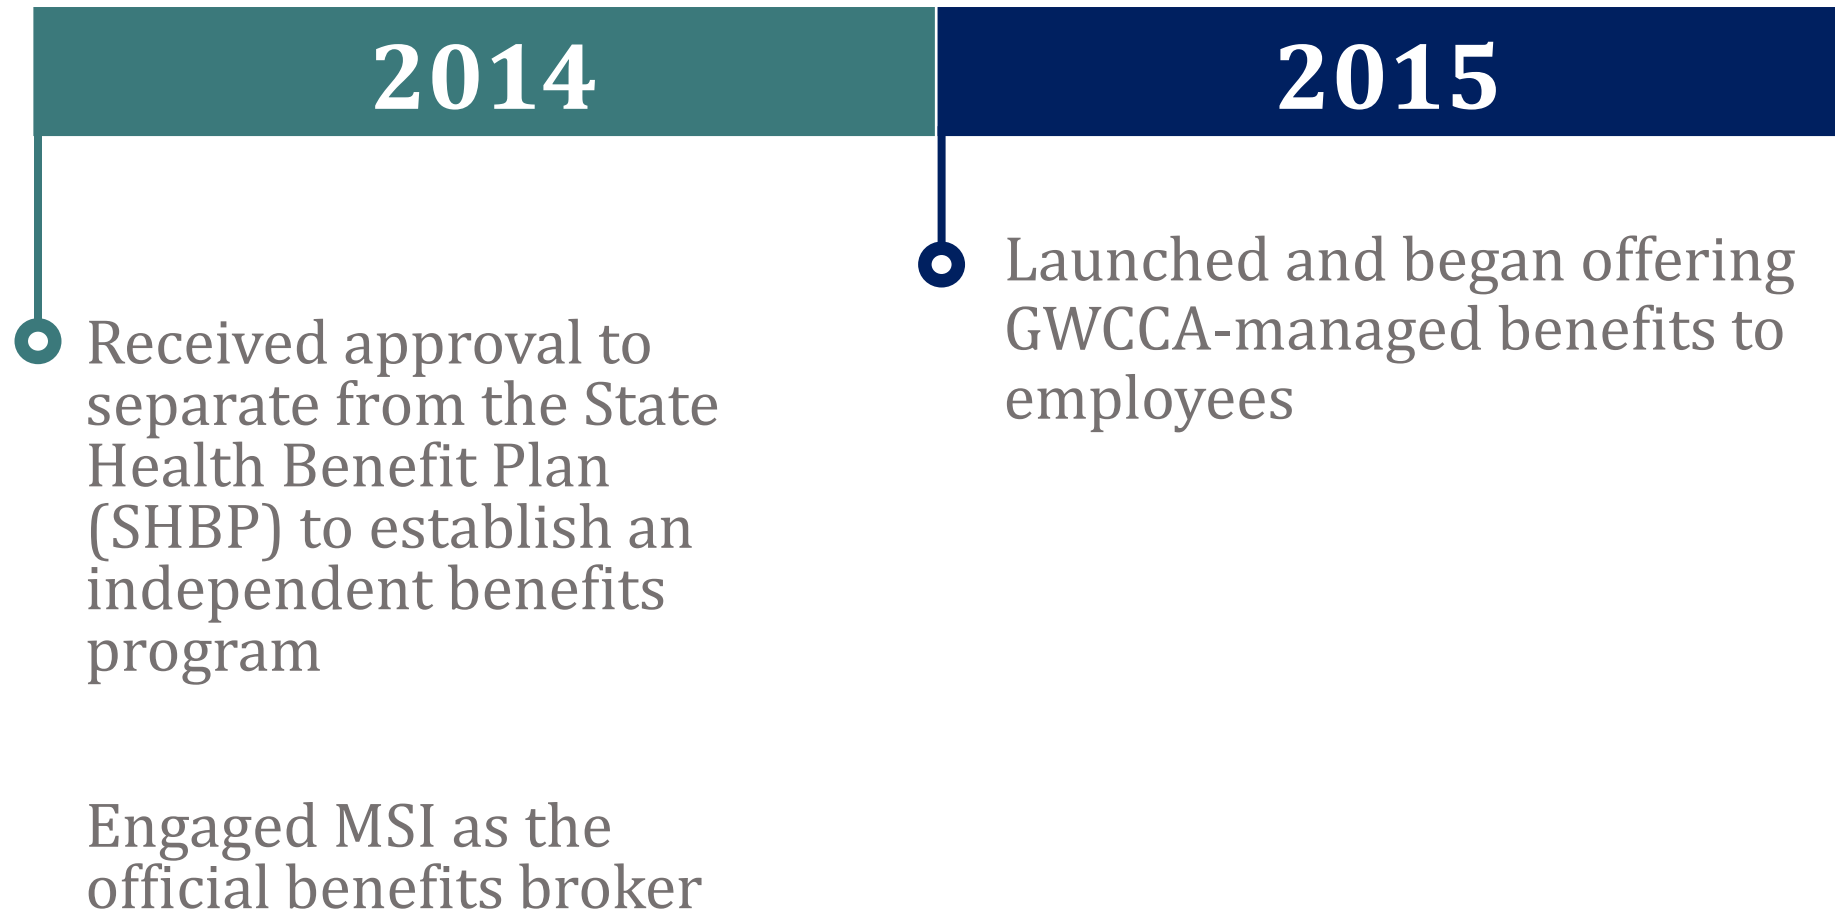 2014
Received approval to
separate from the State
Health Benefit Plan
(SHBP) to establish an
independent benefits
program
Engaged MSI as the
official benefits broker
2015
Launched and began offering
GWCCA-managed benefits to
employees